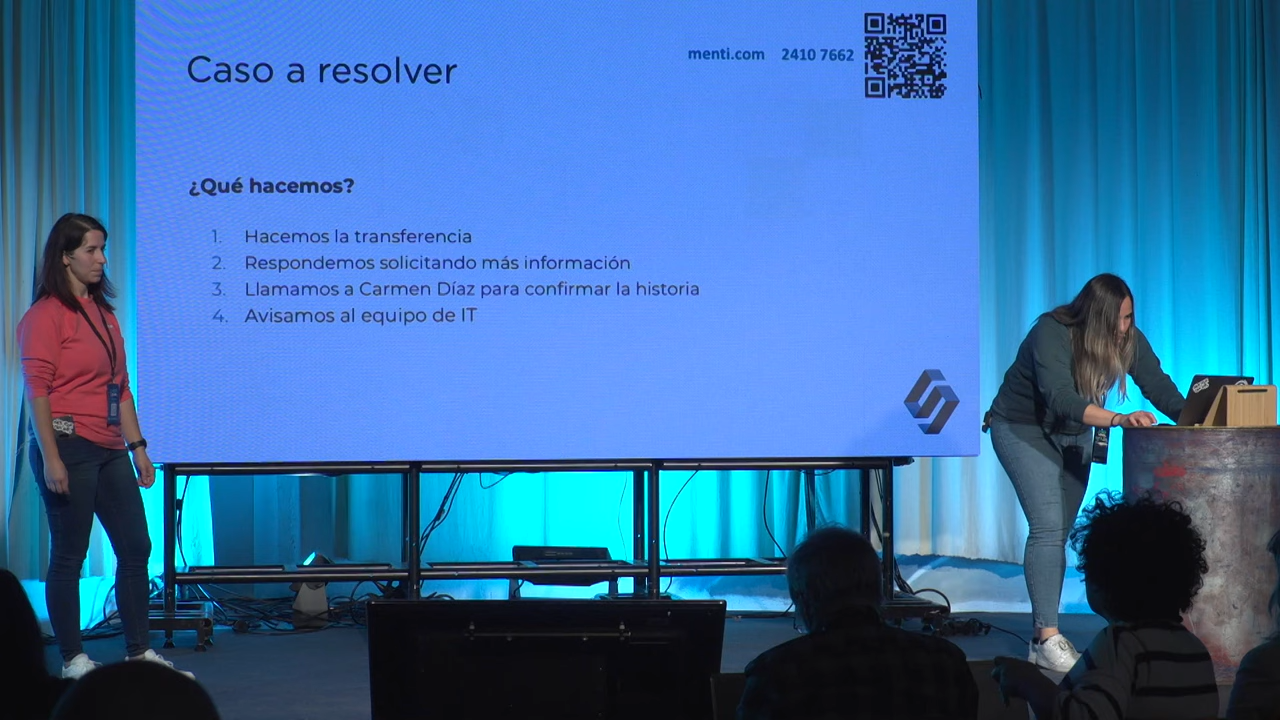 Caso a resolver
menti.com 2410 7662
¿Qué hacemos?
1. Hacemos la transferencia
2. Respondemos solicitando más información
3. Llamamos a Carmen Díaz para confirmar la historia
4. Avisamos al equipo de IT